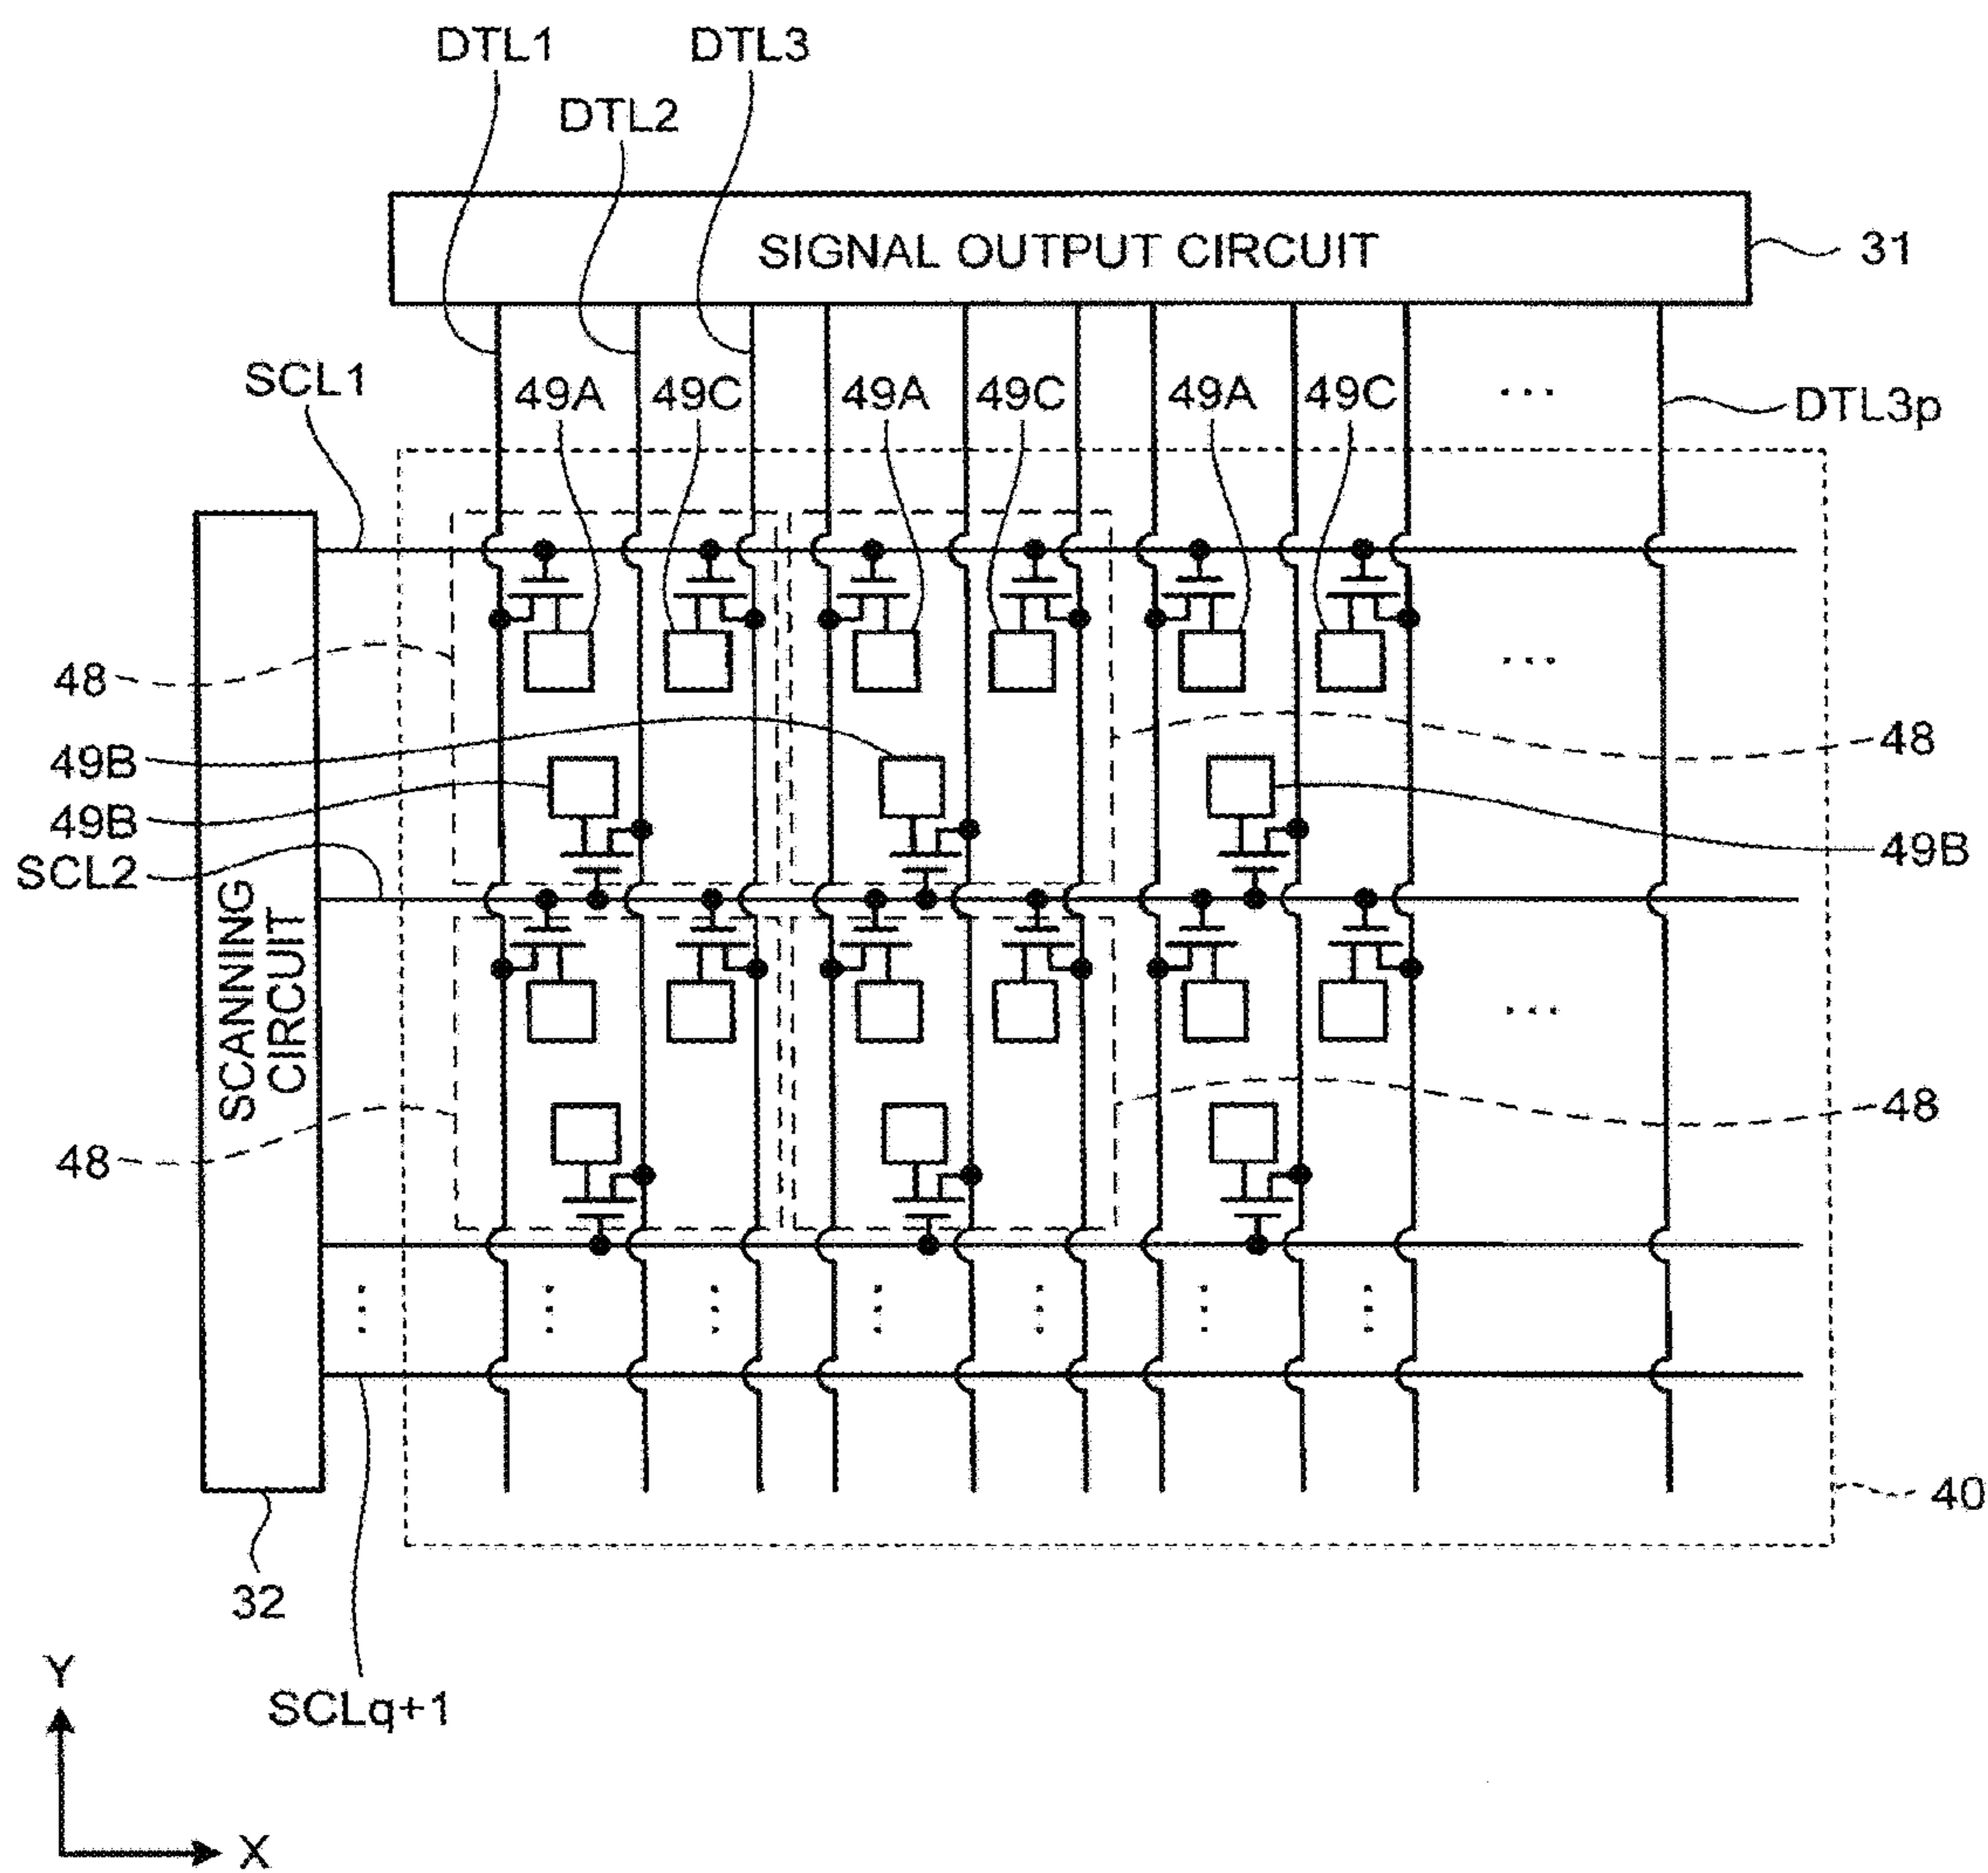 DTL1
DTL3
DTL2
SIGNAL OUTPUT CIRCUIT
31
SCL1
49A
49C
49A
49C
49A
49C
...
DTL3p
48
...
49B
48
49B
49B
SCL2
SCANNING
CIRCUIT
...
48
48
40
32
SCLq+1
Y
X